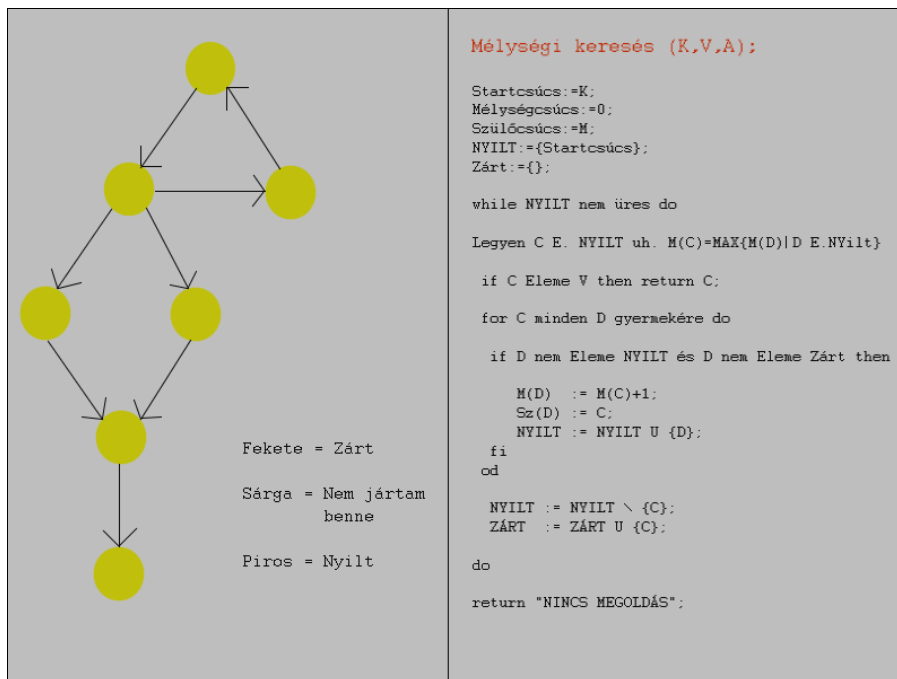 Fekete = Zárt
Sárga = Nem jártam
benne
Piros = Nyilt
Mélységi keresés (K,V,A);
Startcsúcs:=K;
Mélységcsúcs:=0;
Szülőcsúcs:=M;
NYILT:={Startcsúcs};
Zárt:={};
while NYILT nem üres do
Legyen C E. NYILT uh. M(C)=MAX{M(D)|D E.NYilt}
if C Eleme V then return C;
for C minden D gyermekére do
if D nem Eleme NYILT és D nem Eleme Zárt then
M(D) := M(C)+1;
Sz(D) := C;
NYILT := NYILT U {D};
fi
od
NYILT := NYILT \ {C};
ZÁRT := ZÁRT U {C};
do
return "NINCS MEGOLDÁS";